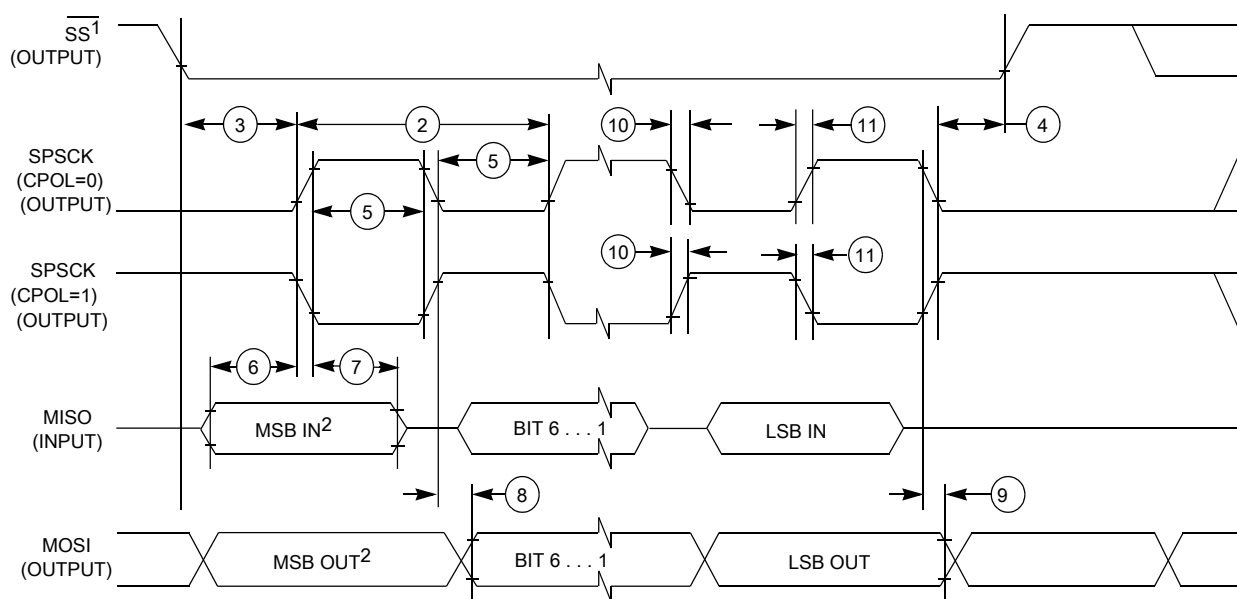 SS¹
(OUTPUT)
3
2
10
11
4
SPSCK
(CPOL=0)
(OUTPUT)
5
5
SPSCK
(CPOL=1)
(OUTPUT)
10
11
6
7
MISO
(INPUT)
MSB IN²
BIT 6 . . . 1
LSB IN
8
9
MOSI
(OUTPUT)
MSB OUT²
BIT 6 . . . 1
LSB OUT